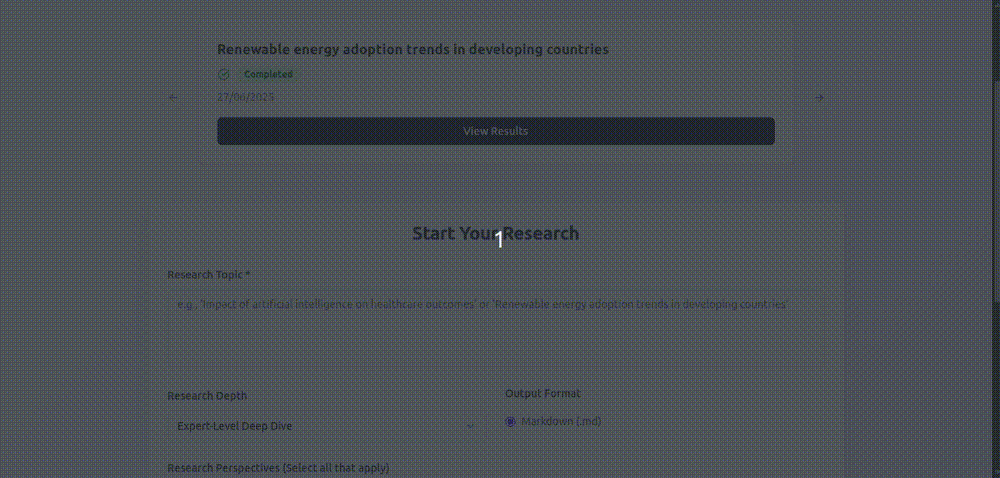 Renewable energy adoption trends in developing countries
Completed
27/06/2025
← →
View Results
Start Your Research
1
Research Topic *
e.g., 'Impact of artificial intelligence on healthcare outcomes' or 'Renewable energy adoption trends in developing countries'
Research Depth
Output Format
Expert-Level Deep Dive
Markdown (.md)
Research Perspectives (Select all that apply)